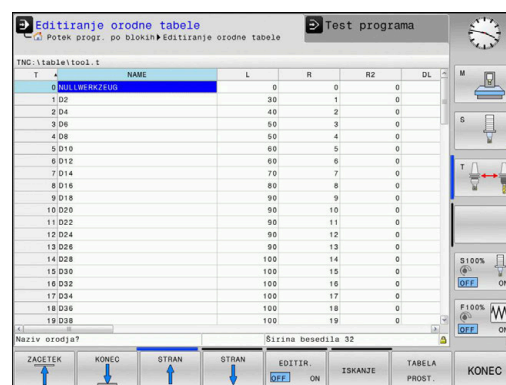 Editiranje orodne tabele
Potek progr. po blokih Editiranje orodne tabele
Test programa
TNC:\table\tool.t
T NAME L R R2 DL
0 NULLWERKZEUG 0 0 0
1 D2 30 1 0
2 D4 40 2 0
3 D6 50 3 0
4 D8 50 4 0
5 D10 60 5 0
6 D12 60 6 0
7 D14 70 7 0
8 D16 80 8 0
9 D18 90 9 0
10 D20 90 10 0
11 D22 90 11 0
12 D24 90 12 0
13 D26 90 13 0
14 D28 100 14 0
15 D30 100 15 0
16 D32 100 16 0
17 D34 100 17 0
18 D36 100 18 0
19 D38 100 19 0
Naziv orodja? Širina besedila 32
M
S
T
S100%
OFF ON
F100%
OFF ON
ZACETEK
KONEC
STRAN
STRAN
EDITIR.
OFF ON
ISKANJE
TABELA
PROST.
KONEC